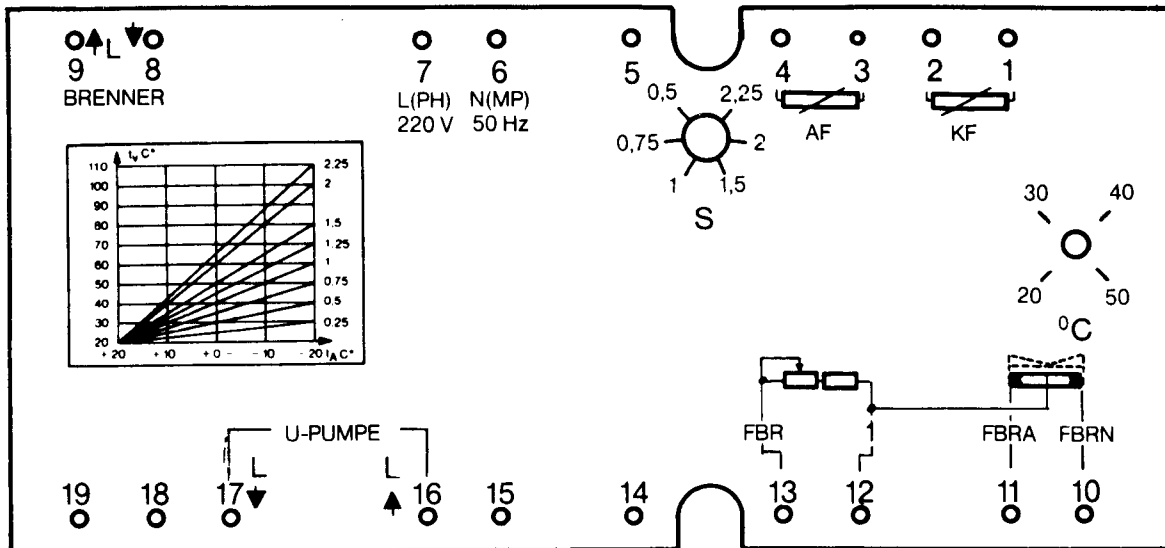 9 L 8
BRENNER
7
L(PH)
220 V
6
N(MP)
50 Hz
5
4 3
AF
2 1
KF
0,5 2,25
0,75 2
1 1,5
S
30 40
20 50
⁰C
tᵥ C°
110
100
90
80
70
60
50
40
30
20
2.25
2
1.5
1.25
1
0.75
0.5
0.25
+ 20 + 10 + 0 – – 10 – 20 t_A C°
U-PUMPE
L L
FBR 1 FBRA FBRN
19 18 17 16 15 14 13 12 11 10